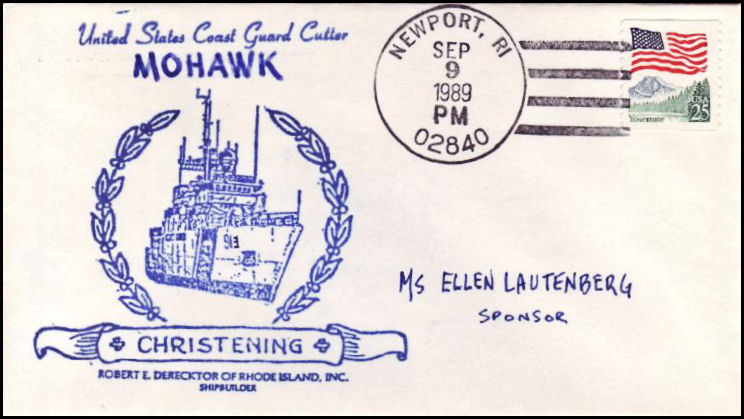 United States Coast Guard Cutter
MOHAWK
NEWPORT, RI
SEP
9
1989
PM
02840
USA
25
Yosemite
913
MS ELLEN LAUTENBERG
SPONSOR
CHRISTENING
ROBERT E. DERECKTOR OF RHODE ISLAND, INC.
SHIPBUILDER